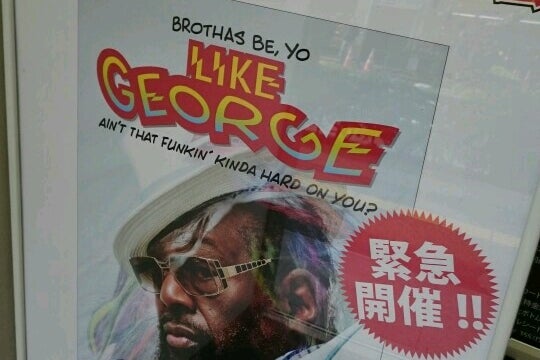 BROTHAS BE, YO
LIKE
GEORGE
AIN'T THAT FUNKIN' KINDA HARD ON YOU?
緊急
開催!!